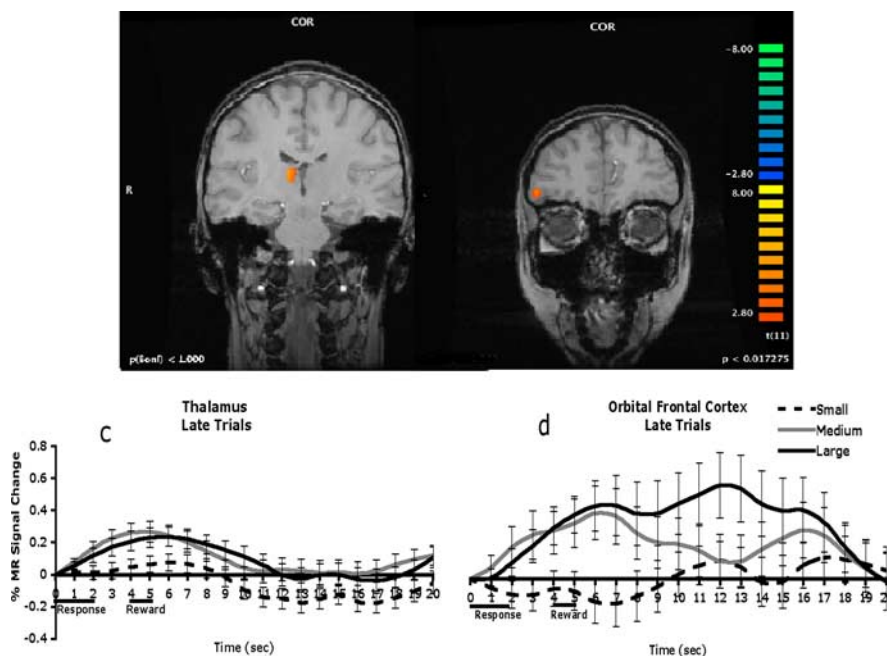 COR
COR
-8.00
-2.80
8.00
2.80
t(11)
R
p(Bonf) < 1.000
p < 0.017275
Thalamus
Late Trials
c
Orbital Frontal Cortex
Late Trials
d
Small
Medium
Large
% MR Signal Change
0.8
0.6
0.4
0.2
0
-0.2
-0.4
0 1 2 3 4 5 6 7 8 9 10 11 12 13 14 15 16 17 18 19 20
Response
Reward
Time (sec)
0 1 2 3 4 5 6 7 8 9 10 11 12 13 14 15 16 17 18 19
Response
Reward
Time (sec)